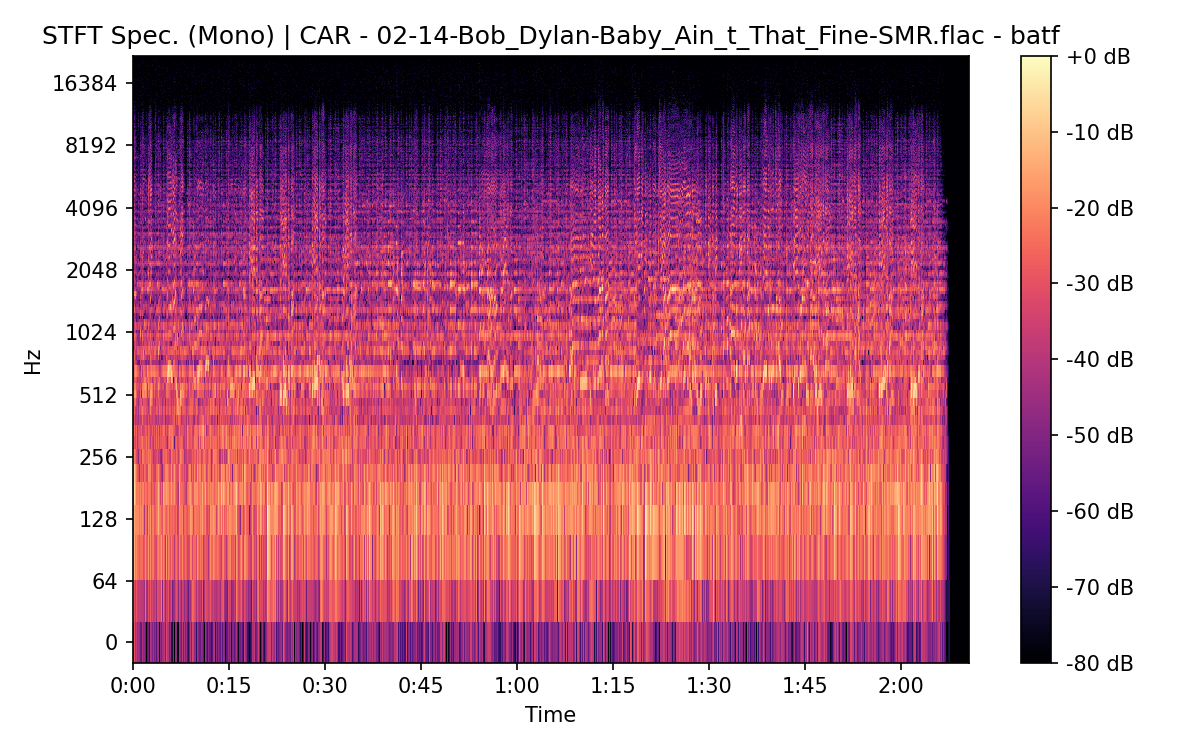 STFT Spec. (Mono) | CAR - 02-14-Bob_Dylan-Baby_Ain_t_That_Fine-SMR.flac - batf
Hz
16384
8192
4096
2048
1024
512
256
128
64
0
0:00 0:15 0:30 0:45 1:00 1:15 1:30 1:45 2:00
Time
+0 dB
-10 dB
-20 dB
-30 dB
-40 dB
-50 dB
-60 dB
-70 dB
-80 dB